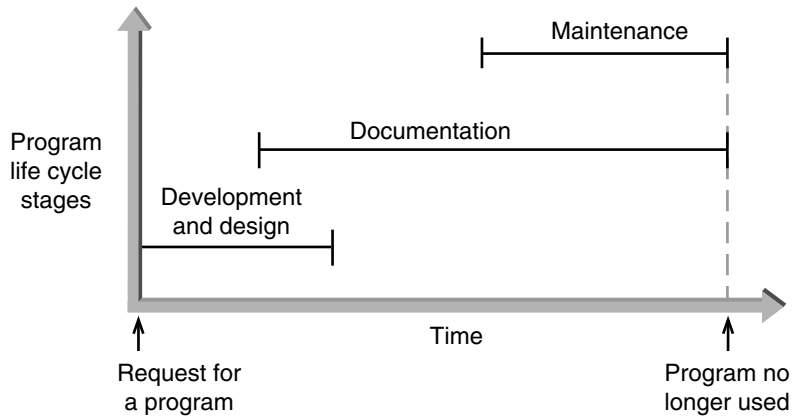 Maintenance
Documentation
Program
life cycle
stages
Development
and design
Time
Request for
a program
Program no
longer used